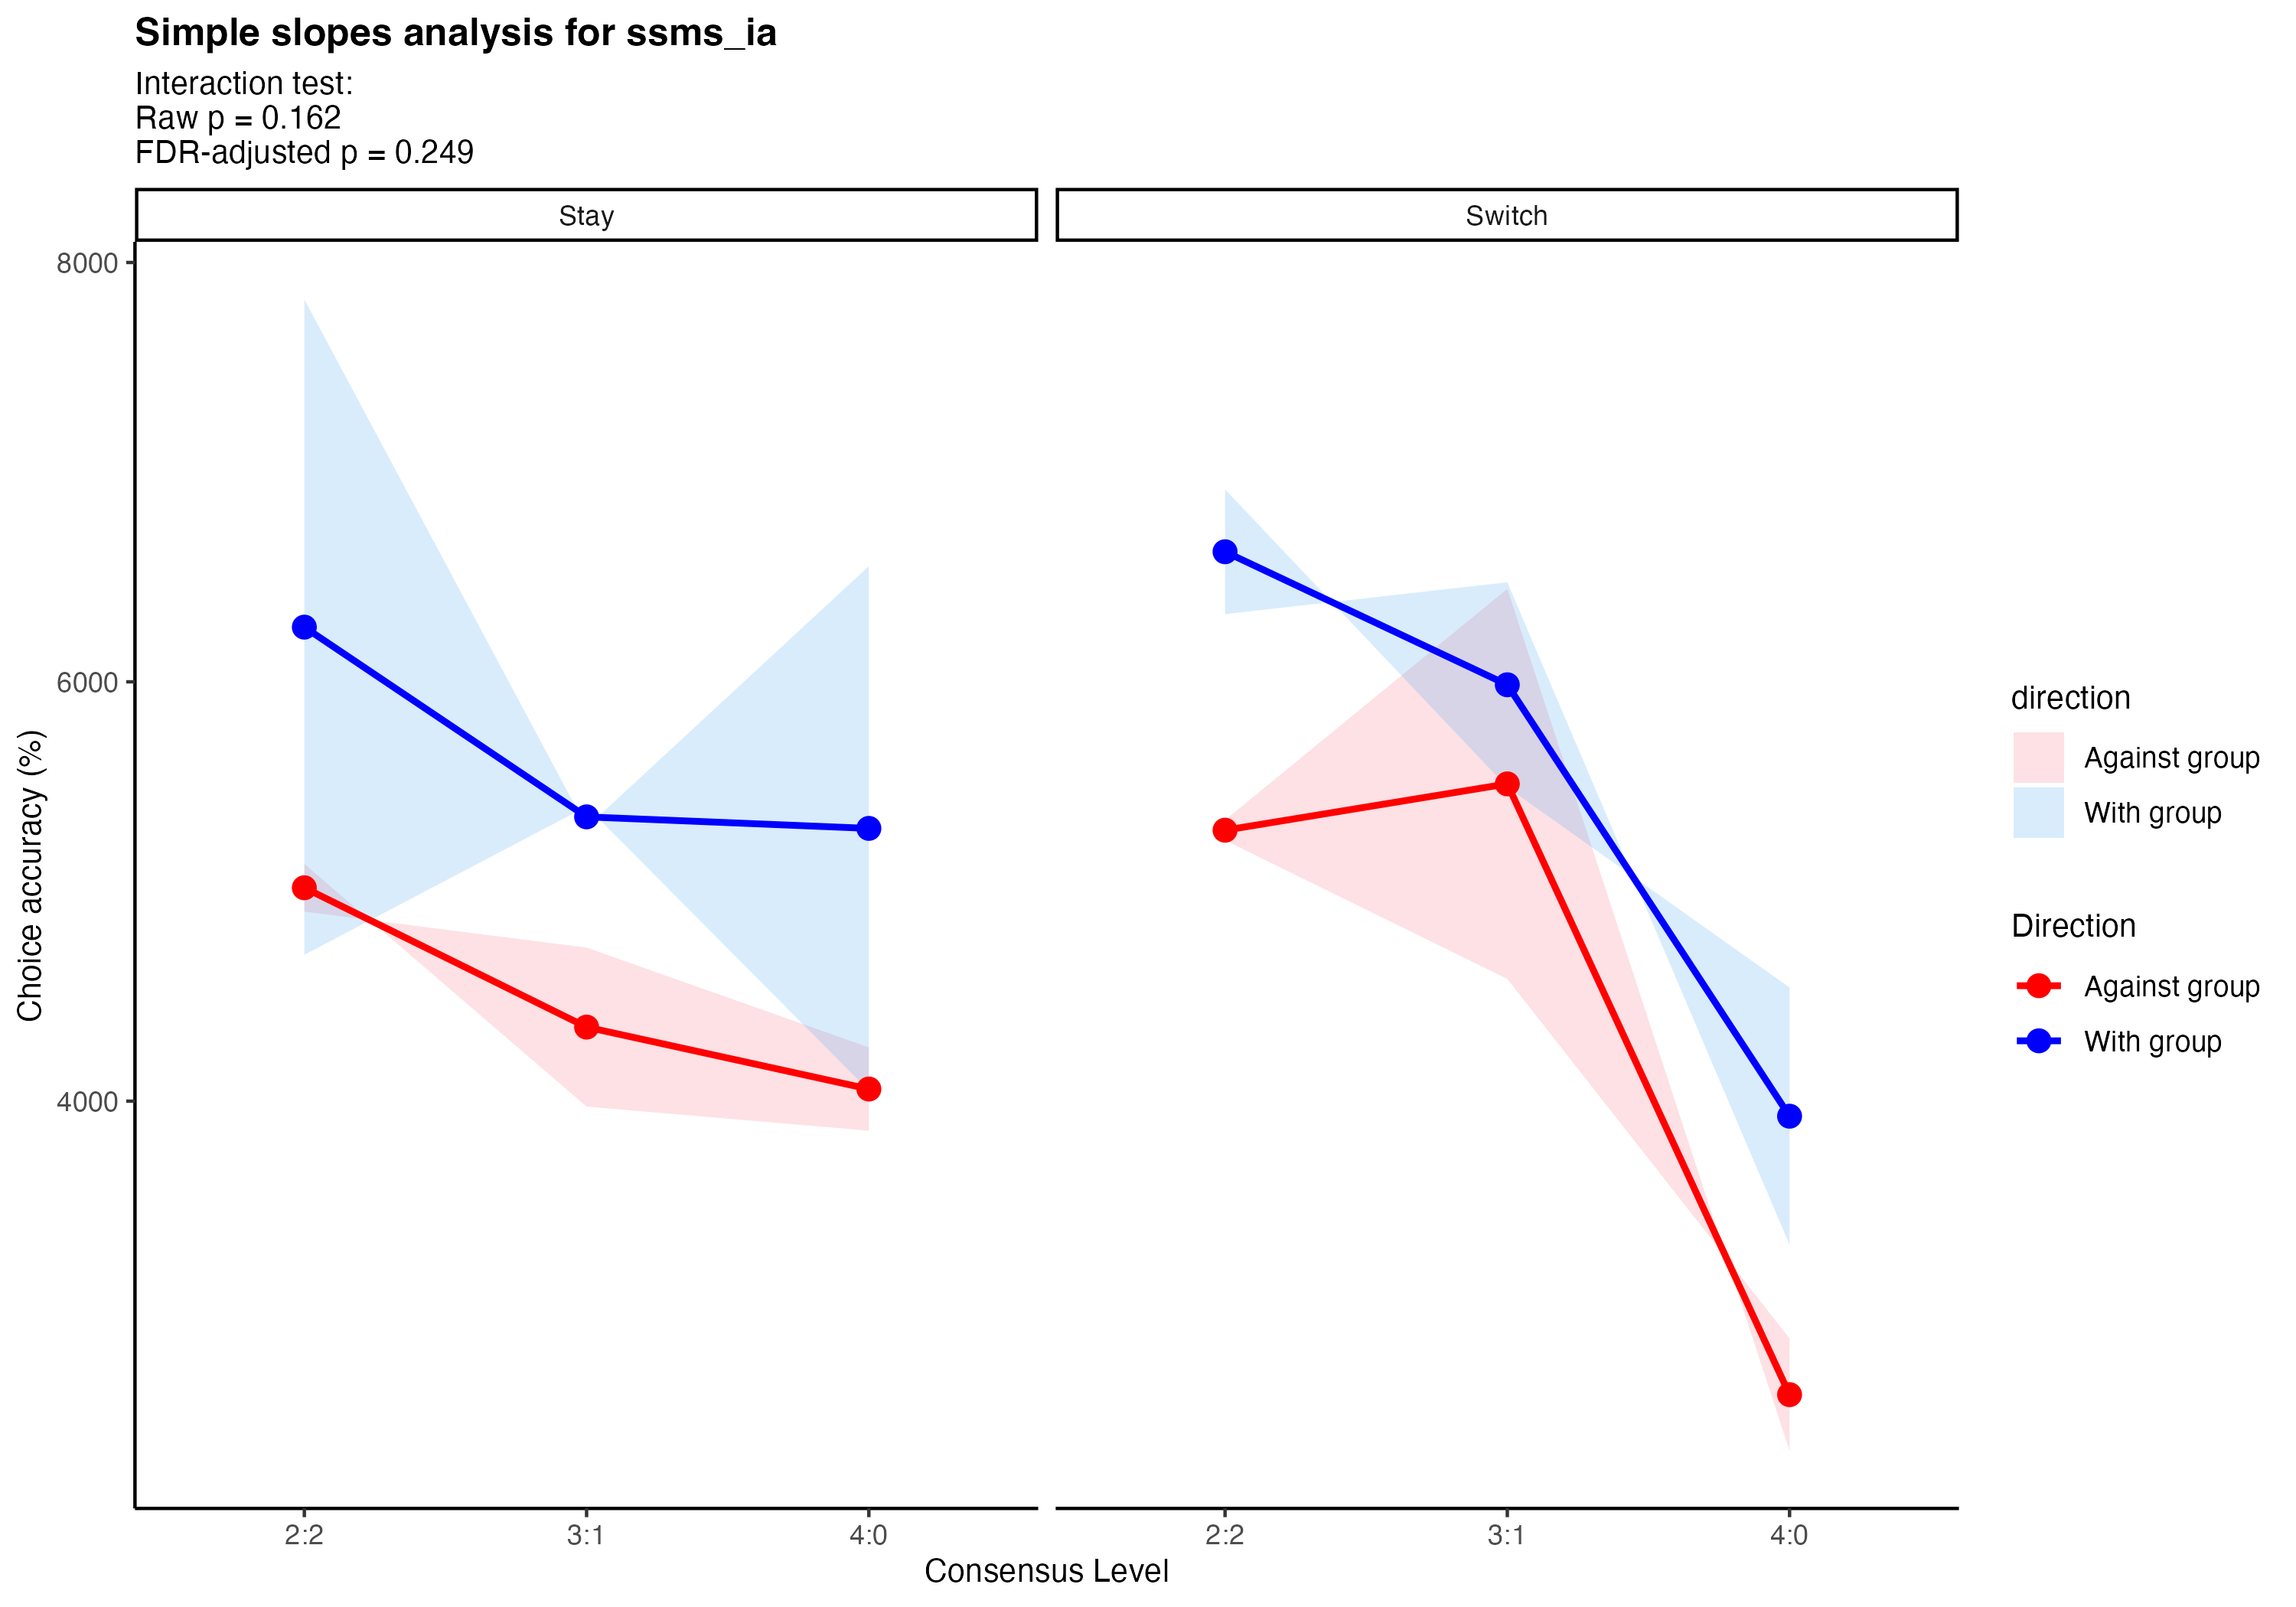 Simple slopes analysis for ssms_ia
Interaction test:
Raw p = 0.162
FDR-adjusted p = 0.249
Stay
Switch
8000
6000
4000
Choice accuracy (%)
2:2
3:1
4:0
2:2
3:1
4:0
Consensus Level
direction
Against group
With group
Direction
Against group
With group